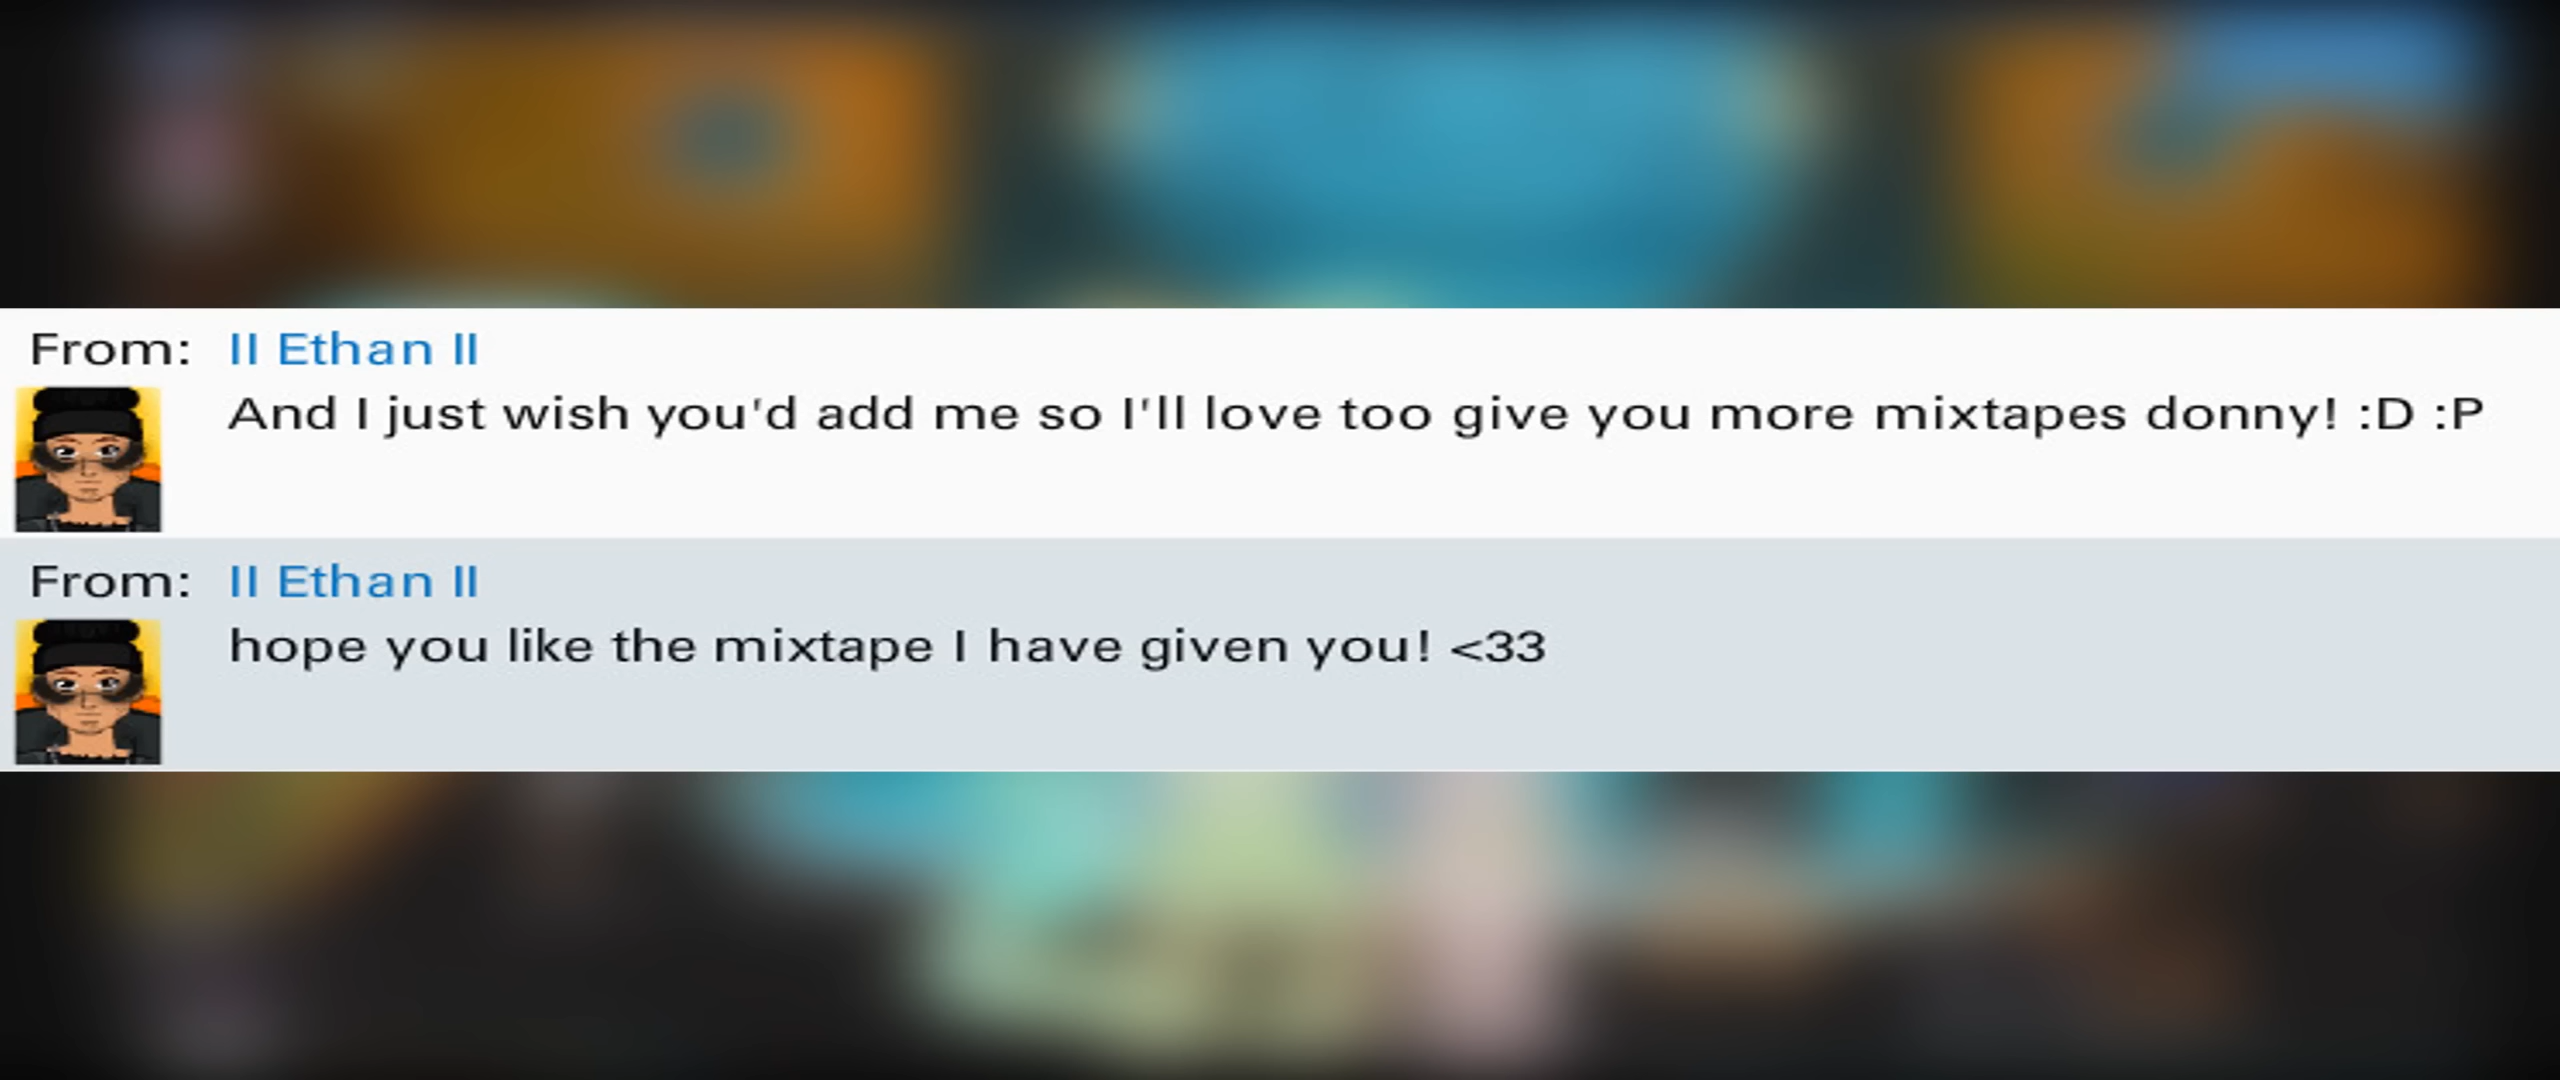 From: II Ethan II
And I just wish you'd add me so I'll love too give you more mixtapes donny! :D :P
From: II Ethan II
hope you like the mixtape I have given you! <33